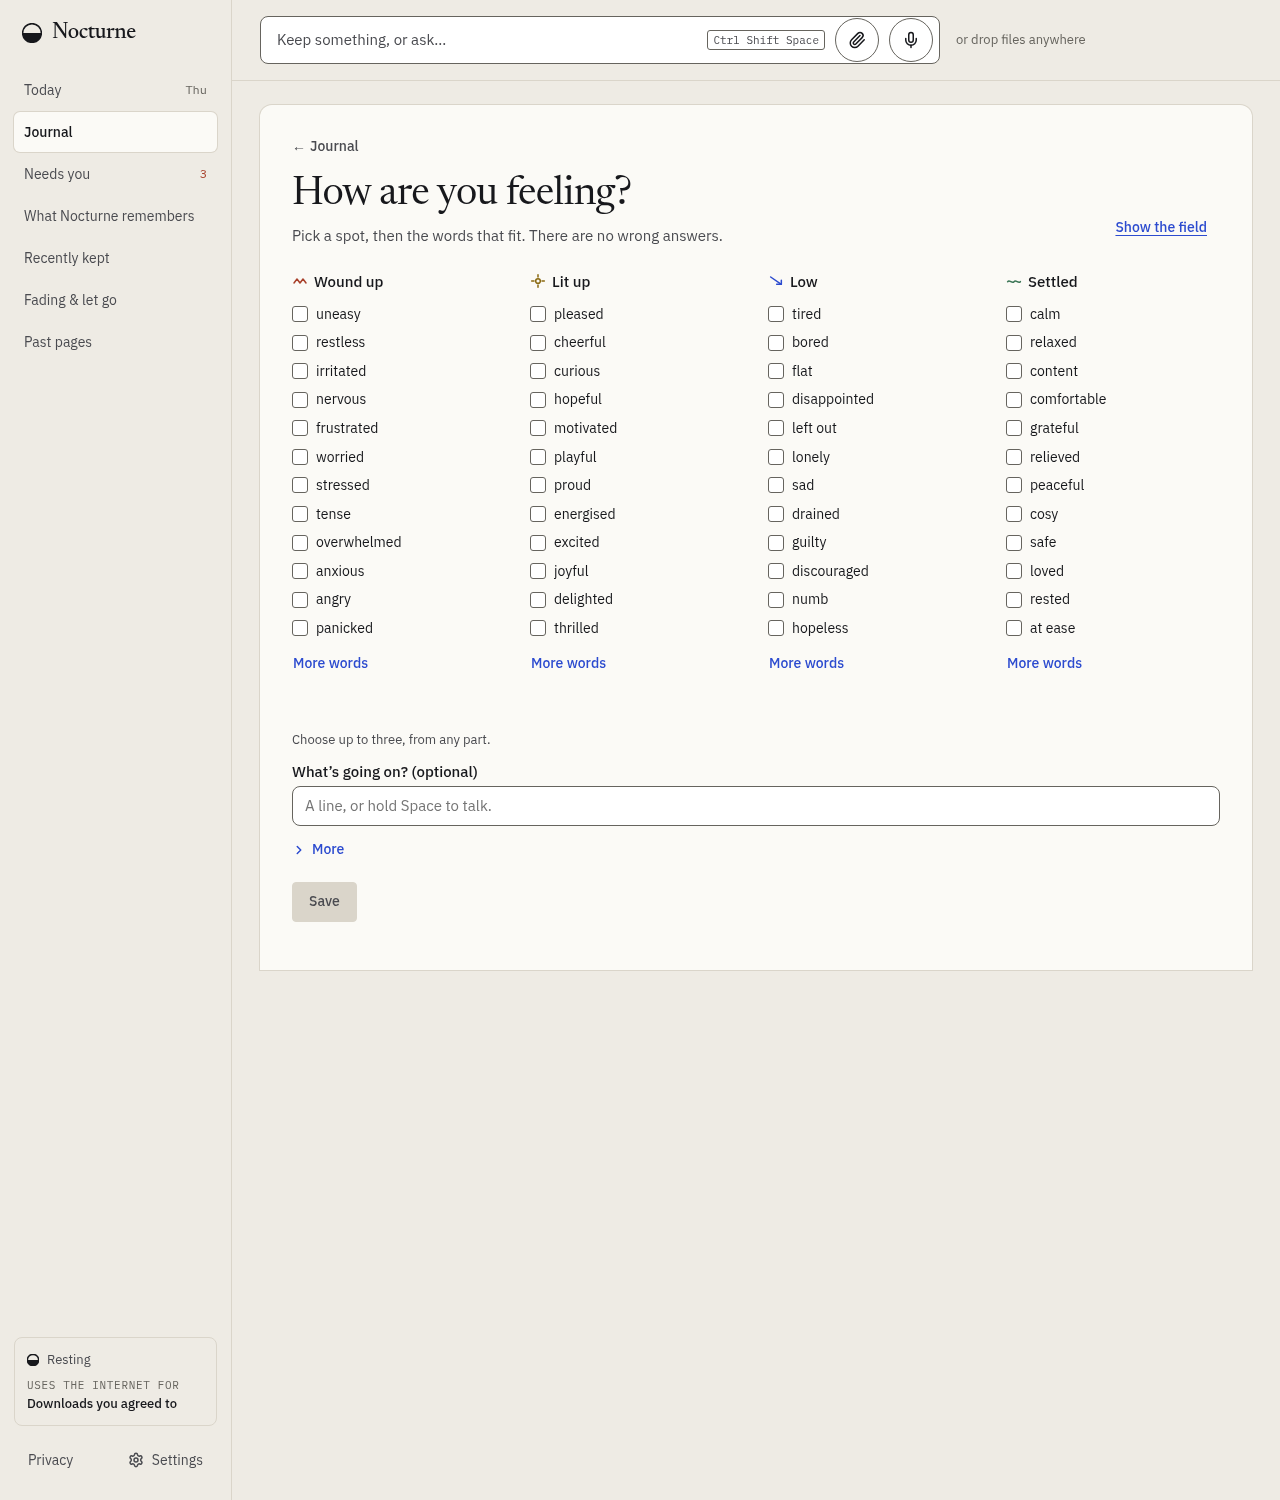 Nocturne
Today Thu
Journal
Needs you 3
What Nocturne remembers
Recently kept
Fading & let go
Past pages
Resting
USES THE INTERNET FOR
Downloads you agreed to
Privacy Settings
Keep something, or ask... Ctrl Shift Space or drop files anywhere
← Journal
How are you feeling?
Pick a spot, then the words that fit. There are no wrong answers.
Show the field
Wound up
uneasy
restless
irritated
nervous
frustrated
worried
stressed
tense
overwhelmed
anxious
angry
panicked
More words
Lit up
pleased
cheerful
curious
hopeful
motivated
playful
proud
energised
excited
joyful
delighted
thrilled
More words
Low
tired
bored
flat
disappointed
left out
lonely
sad
drained
guilty
discouraged
numb
hopeless
More words
Settled
calm
relaxed
content
comfortable
grateful
relieved
peaceful
cosy
safe
loved
rested
at ease
More words
Choose up to three, from any part.
What’s going on? (optional)
A line, or hold Space to talk.
More
Save